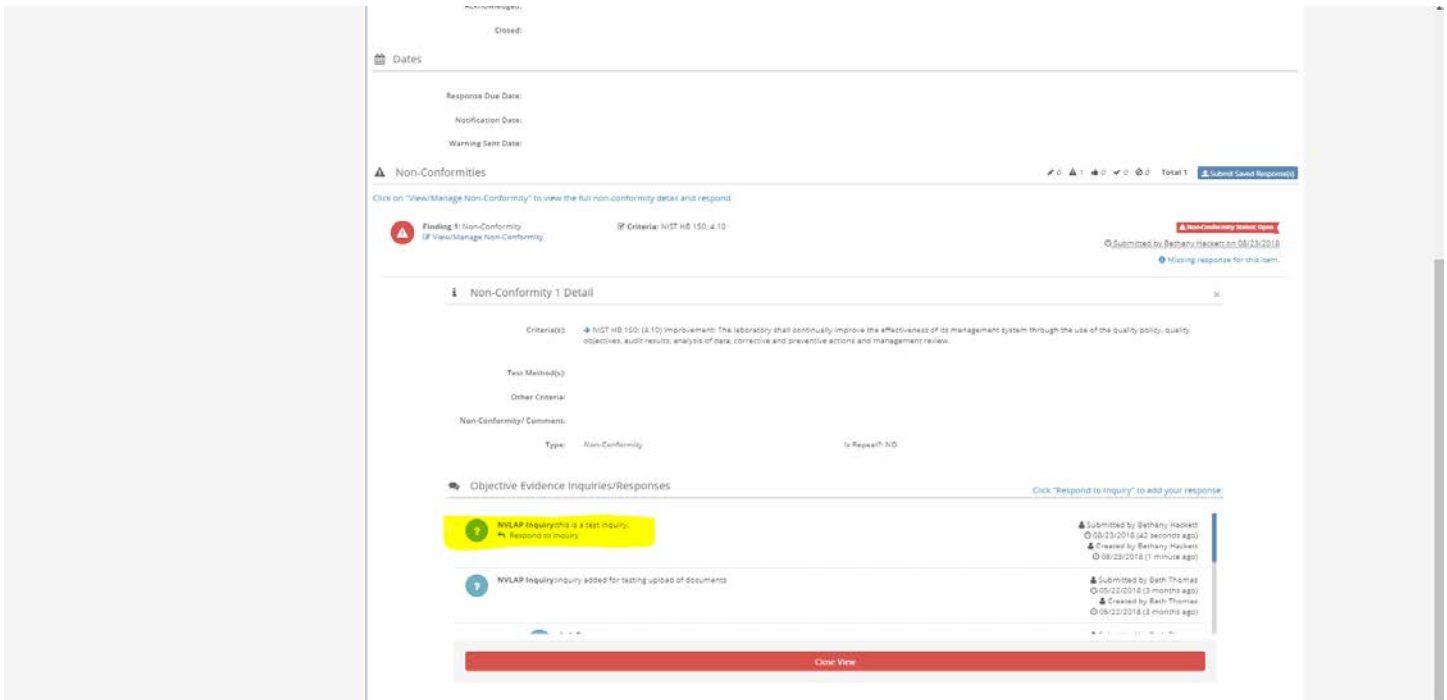 Acknowledged:
Closed:
Dates
Response Due Date:
Notification Date:
Warning Sent Date:
Non-Conformities
0 1 0 0 0 Total 1 Submit Saved Response(s)
Click on "View/Manage Non-Conformity" to view the full non-conformity detail and respond
Finding 1: Non-Conformity Criteria: NIST HB 150: 4.10 Non-Conformity Status: Open
View/Manage Non-Conformity
Submitted by Bethany Hackett on 08/23/2018
Missing response for this item.
Non-Conformity 1 Detail
Criteria(s): NIST HB 150: (4.10) Improvement: The laboratory shall continually improve the effectiveness of its management system through the use of the quality policy, quality
objectives, audit results, analysis of data, corrective and preventive actions and management review.
Test Method(s):
Other Criteria:
Non-Conformity/ Comment:
Type: Non-Conformity Is Repeat?: NO
Objective Evidence Inquiries/Responses Click "Respond to Inquiry" to add your response
NVLAP Inquiry:this is a test inquiry. Submitted by Bethany Hackett
Respond to Inquiry 08/23/2018 (42 seconds ago)
Created by Bethany Hackett
08/23/2018 (1 minute ago)
NVLAP Inquiry:inquiry added for testing upload of documents Submitted by Beth Thomas
05/22/2018 (3 months ago)
Created by Beth Thomas
05/22/2018 (3 months ago)
Close View